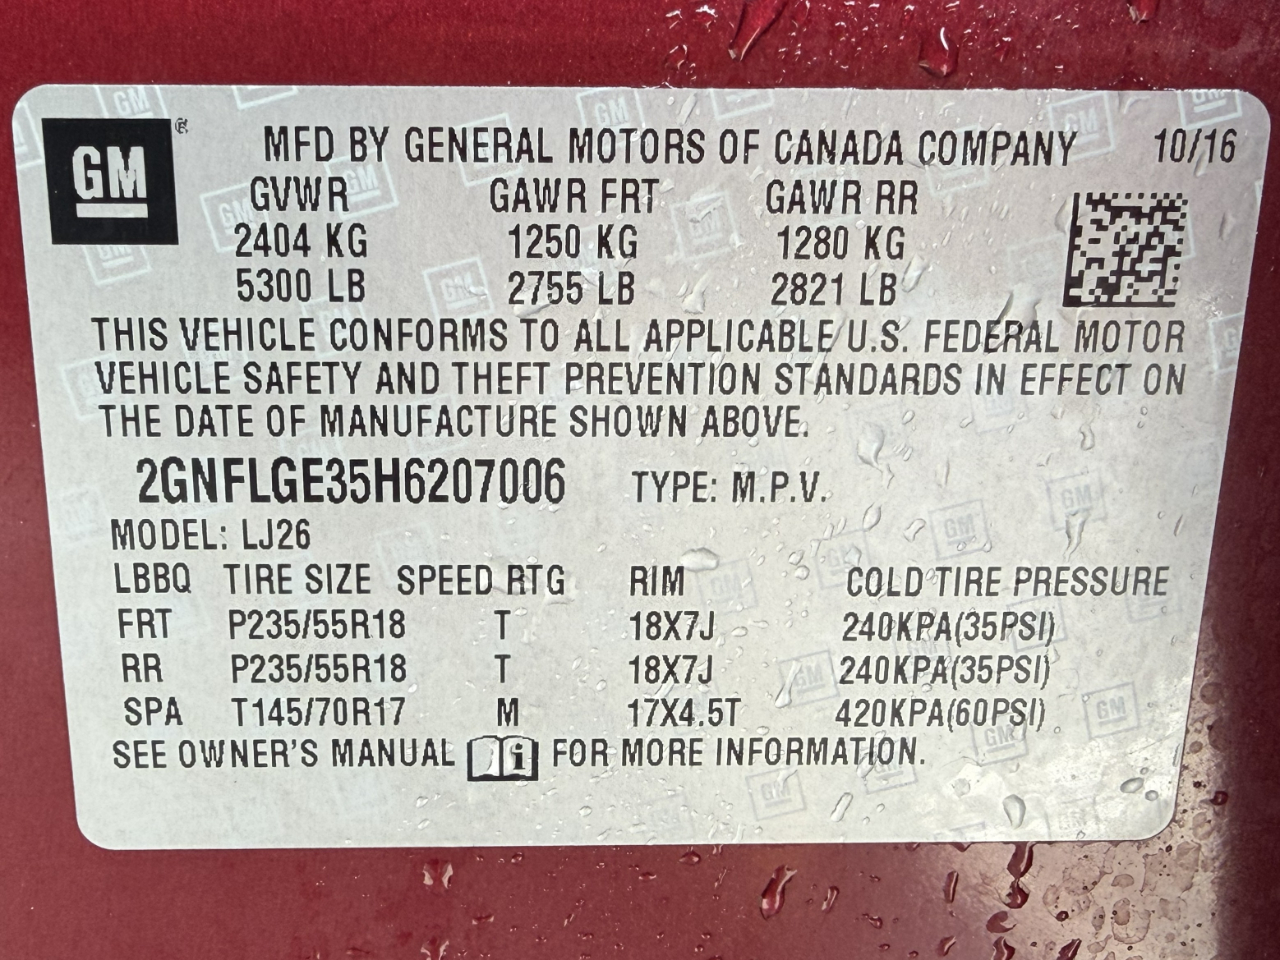 GM ®
MFD BY GENERAL MOTORS OF CANADA COMPANY 10/16
GVWR GAWR FRT GAWR RR
2404 KG 1250 KG 1280 KG
5300 LB 2755 LB 2821 LB
THIS VEHICLE CONFORMS TO ALL APPLICABLE U.S. FEDERAL MOTOR
VEHICLE SAFETY AND THEFT PREVENTION STANDARDS IN EFFECT ON
THE DATE OF MANUFACTURE SHOWN ABOVE.
2GNFLGE35H6207006 TYPE: M.P.V.
MODEL: LJ26
LBBQ TIRE SIZE SPEED RTG RIM COLD TIRE PRESSURE
FRT P235/55R18 T 18X7J 240KPA(35PSI)
RR P235/55R18 T 18X7J 240KPA(35PSI)
SPA T145/70R17 M 17X4.5T 420KPA(60PSI)
SEE OWNER'S MANUAL i FOR MORE INFORMATION.